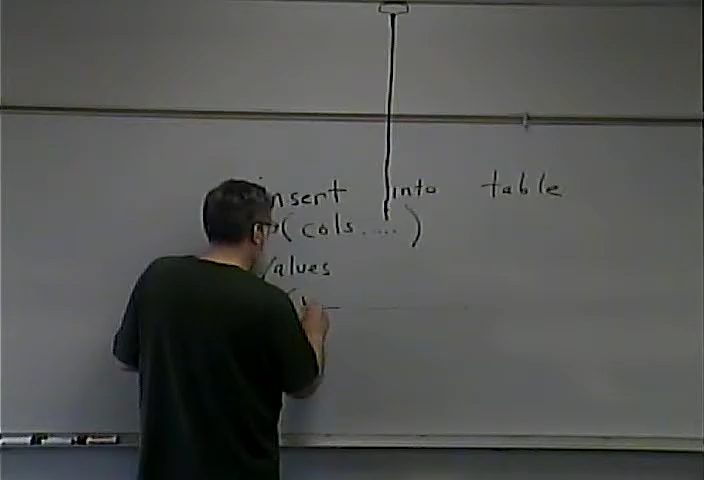 insert into table
(cols....)
values
(